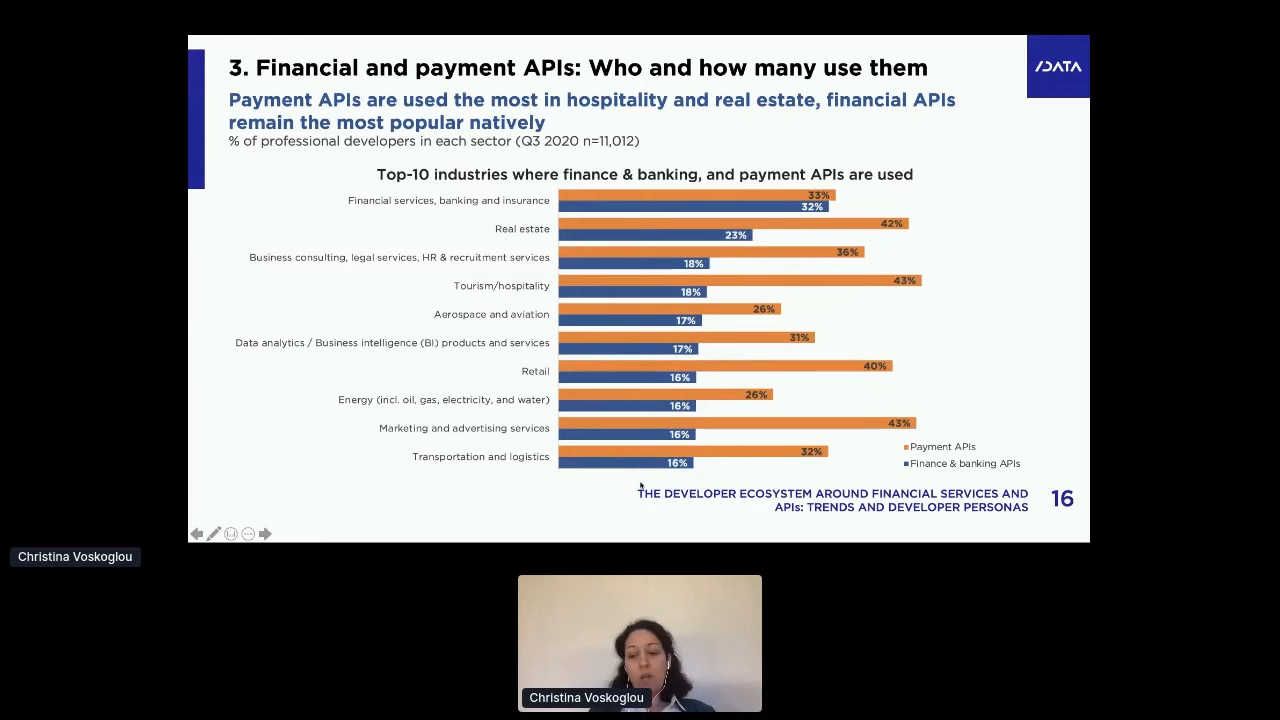 3. Financial and payment APIs: Who and how many use them
/DATA
Payment APIs are used the most in hospitality and real estate, financial APIs
remain the most popular natively
% of professional developers in each sector (Q3 2020 n=11,012)
Top-10 industries where finance & banking, and payment APIs are used
Financial services, banking and insurance
33%
32%
Real estate
42%
23%
Business consulting, legal services, HR & recruitment services
36%
18%
Tourism/hospitality
43%
18%
Aerospace and aviation
26%
17%
Data analytics / Business intelligence (BI) products and services
31%
17%
Retail
40%
16%
Energy (incl. oil, gas, electricity, and water)
26%
16%
Marketing and advertising services
43%
16%
Transportation and logistics
32%
16%
Payment APIs
Finance & banking APIs
THE DEVELOPER ECOSYSTEM AROUND FINANCIAL SERVICES AND
APIs: TRENDS AND DEVELOPER PERSONAS
16
Christina Voskoglou
Christina Voskoglou